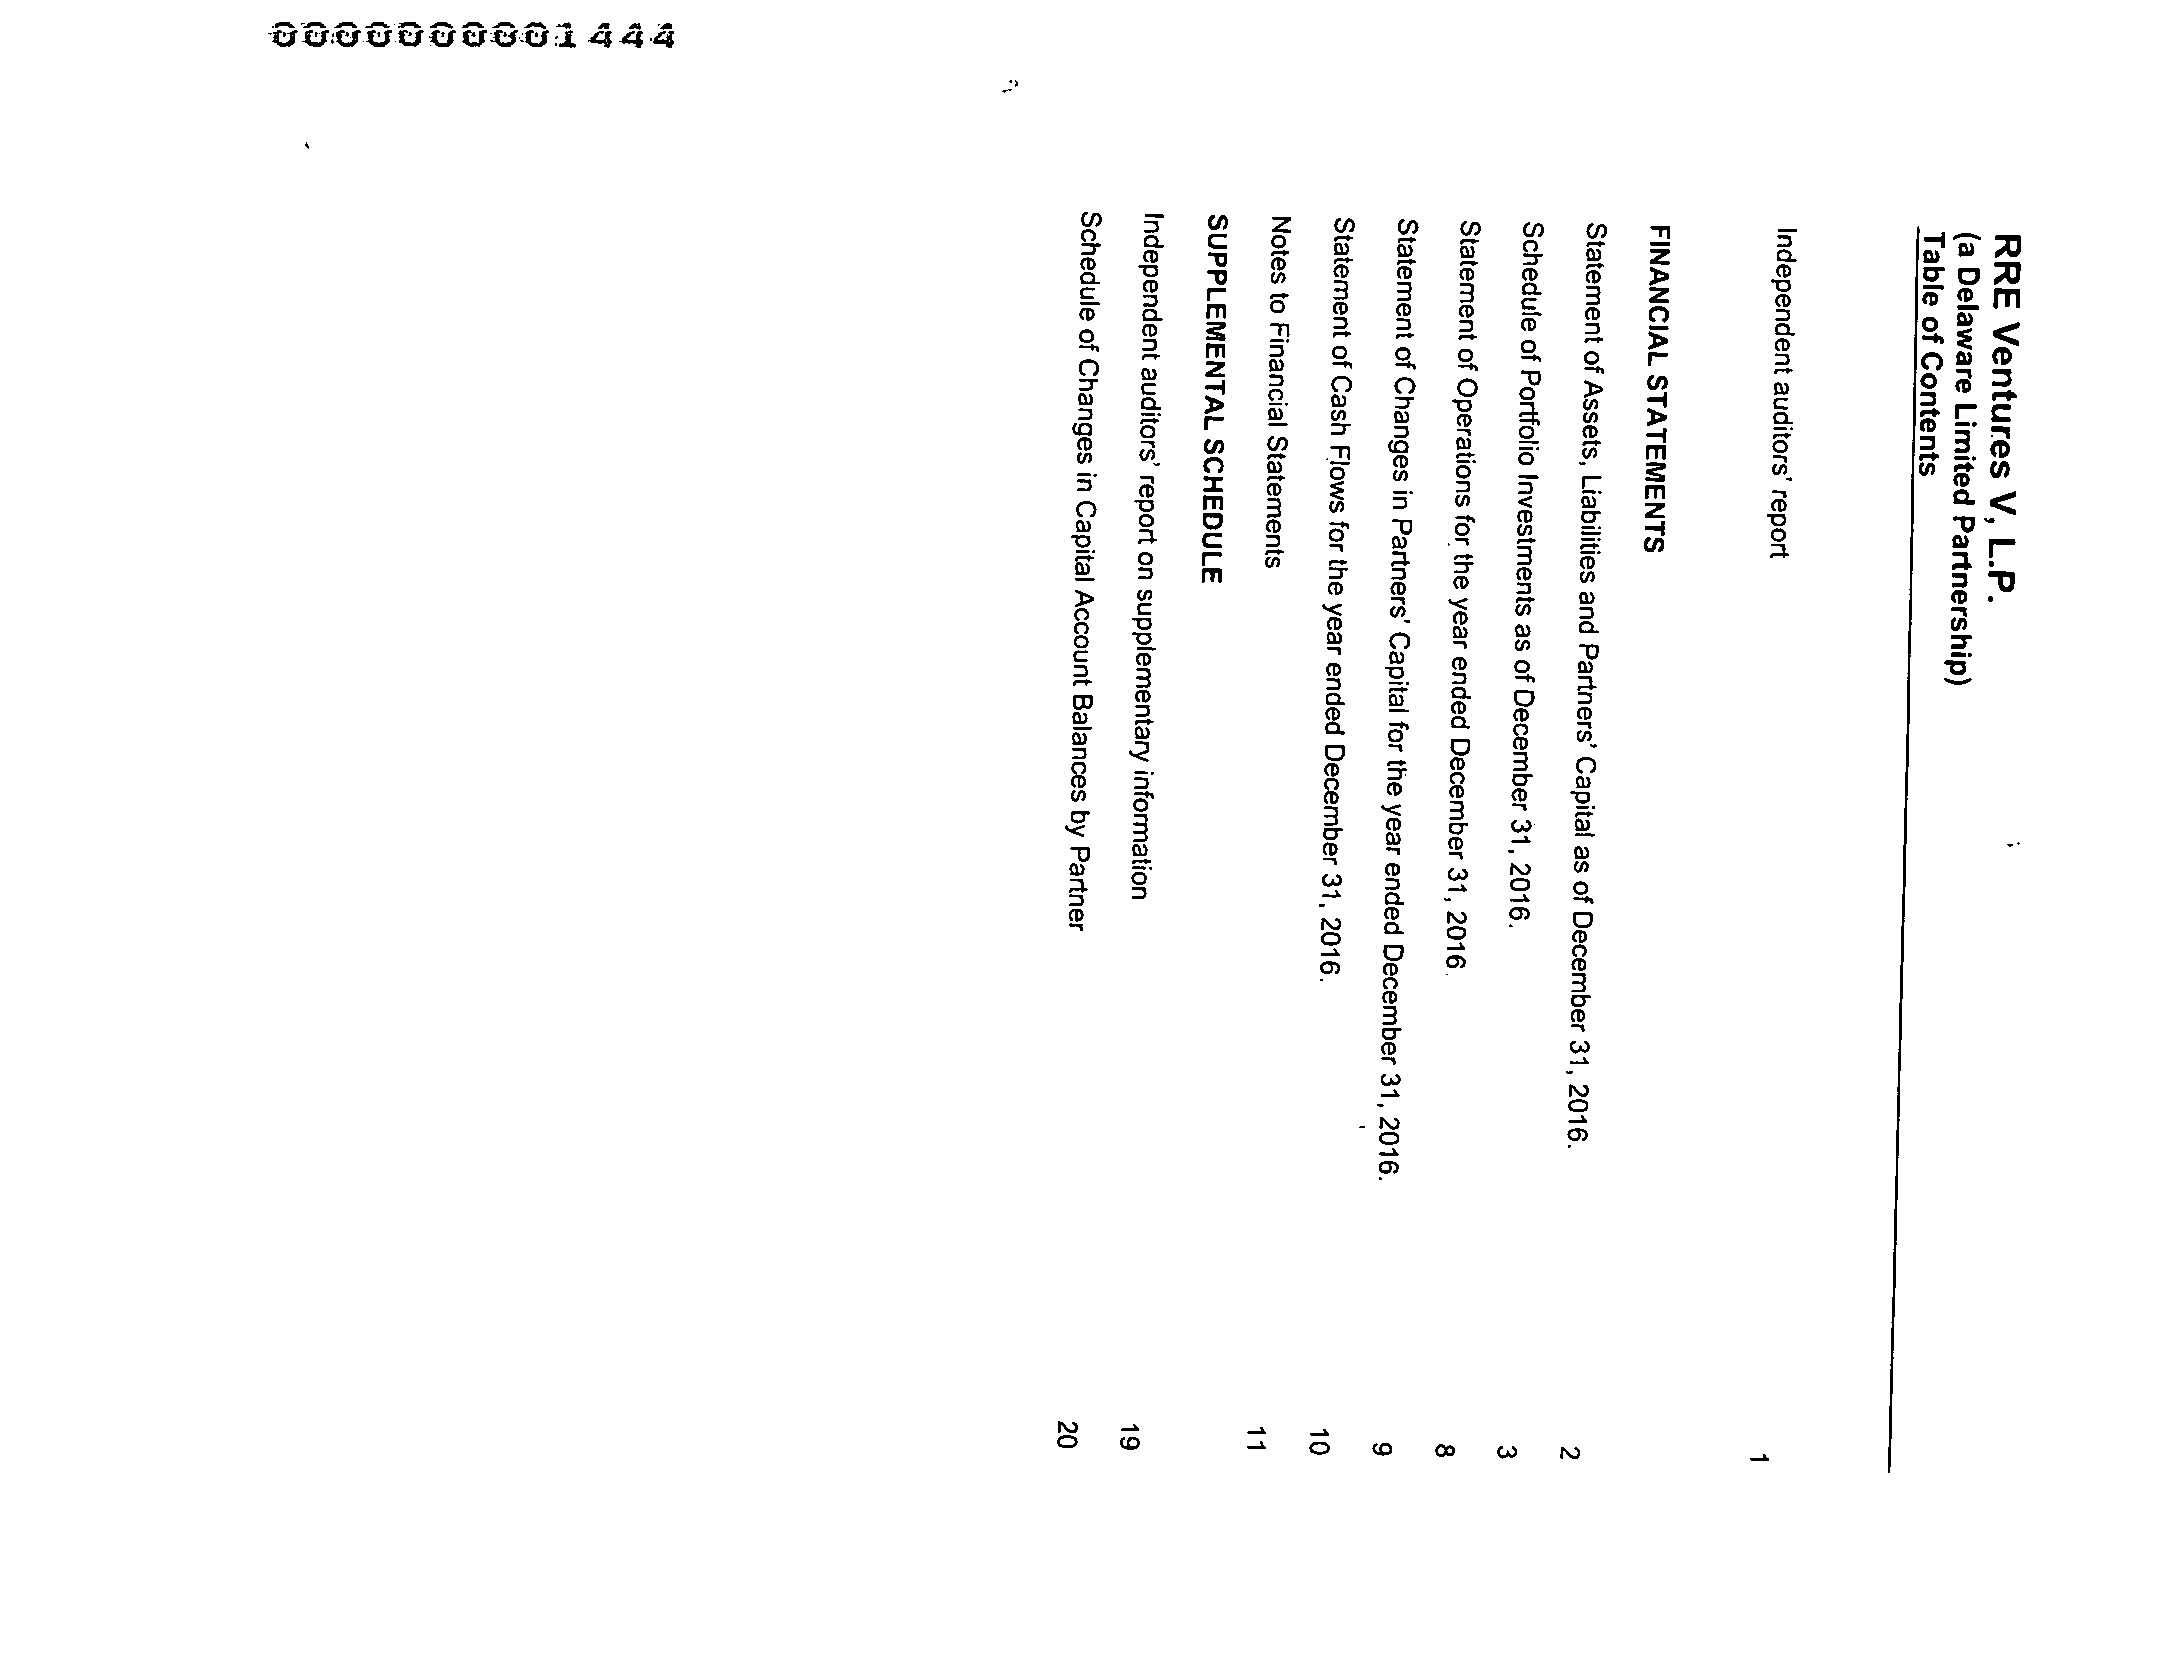 RRE Ventures V, L.P.
(a Delaware Limited Partnership)
Table of Contents
Independent auditors' report 1
FINANCIAL STATEMENTS
Statement of Assets, Liabilities and Partners' Capital as of December 31, 2016. 2
Schedule of Portfolio Investments as of December 31, 2016. 3
Statement of Operations for the year ended December 31, 2016. 8
Statement of Changes in Partners' Capital for the year ended December 31, 2016. 9
Statement of Cash Flows for the year ended December 31, 2016. 10
Notes to Financial Statements 11
SUPPLEMENTAL SCHEDULE
Independent auditors' report on supplementary information 19
Schedule of Changes in Capital Account Balances by Partner 20
0000000001444